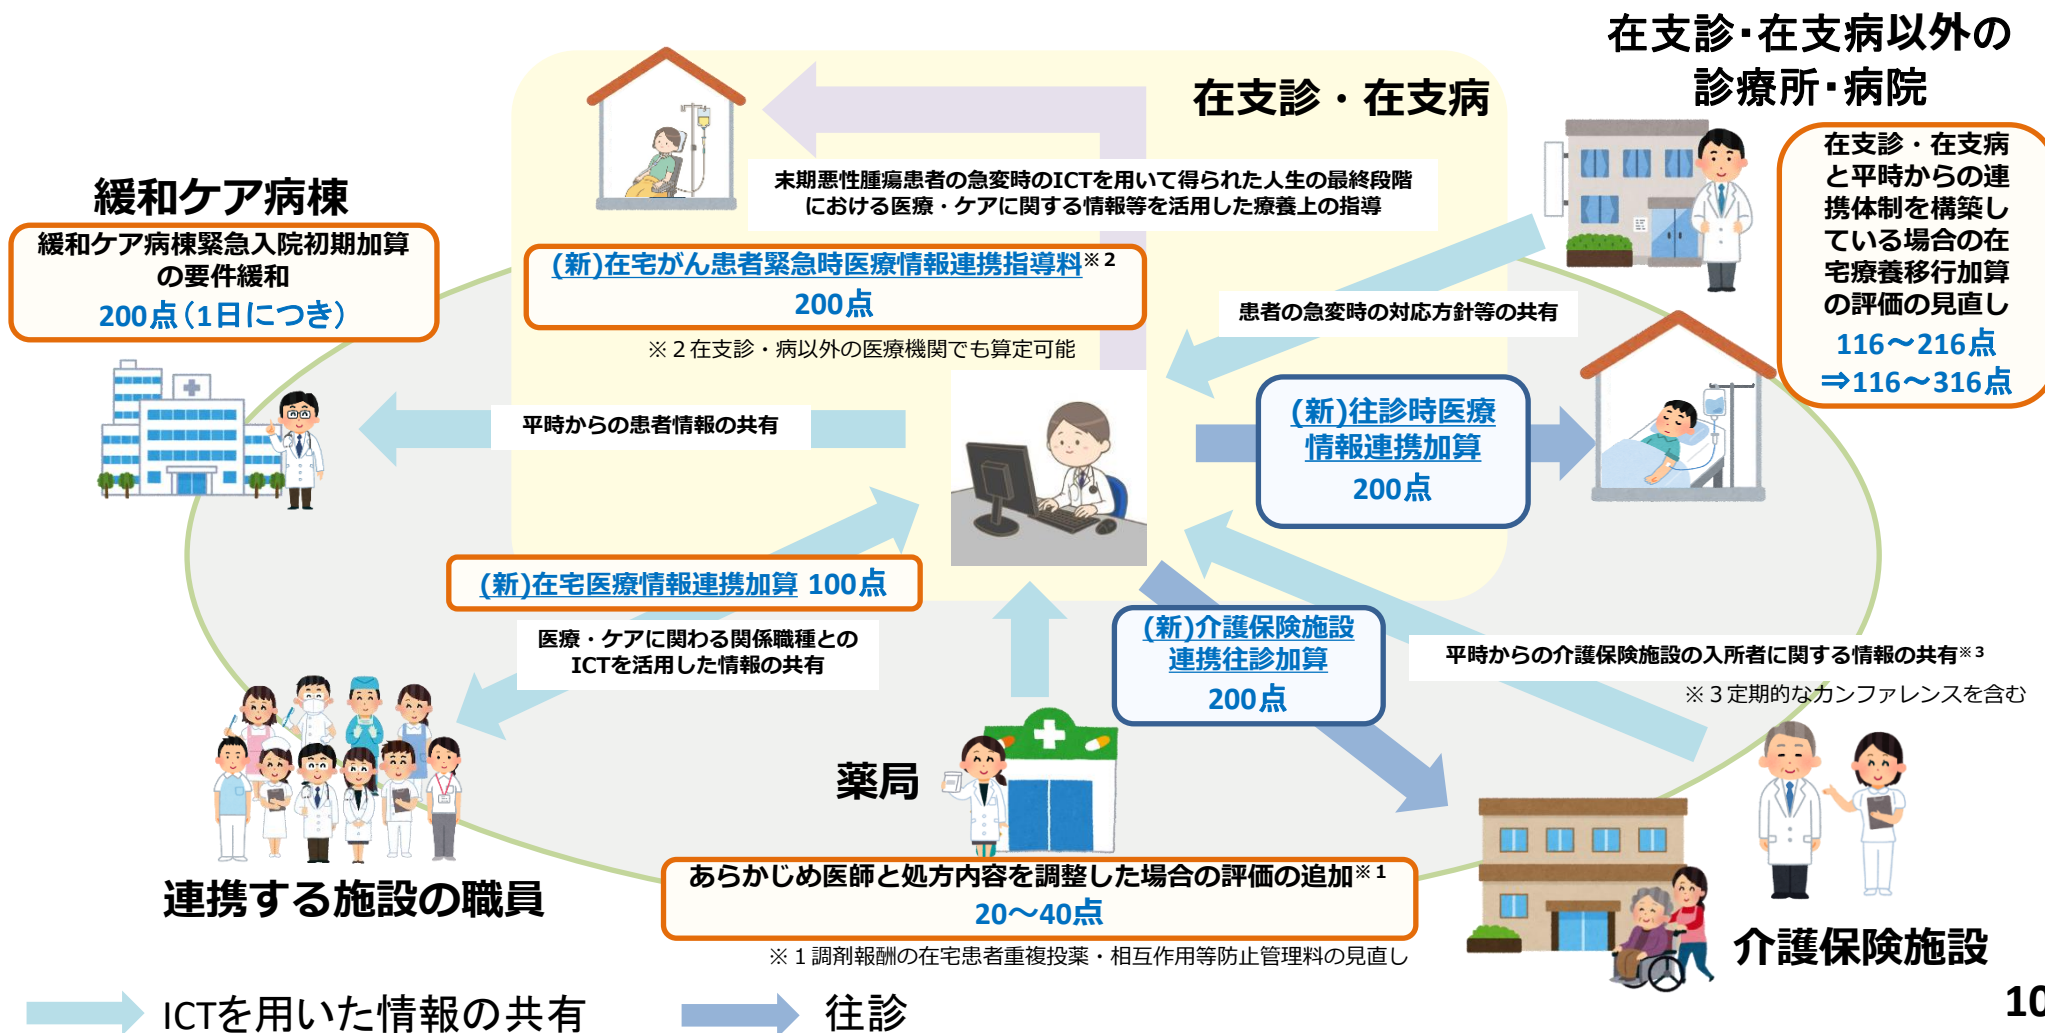 在支診・在支病以外の
診療所・病院
在支診・在支病
在支診・在支病
と平時からの連
携体制を構築し
ている場合の在
宅療養移行加算
の評価の見直し
116~216点
⇒116~316点
末期悪性腫瘍患者の急変時のICTを用いて得られた人生の最終段階
における医療・ケアに関する情報等を活用した療養上の指導
緩和ケア病棟
緩和ケア病棟緊急入院初期加算
の要件緩和
200点(1日につき)
(新)在宅がん患者緊急時医療情報連携指導料※2
200点
※2在支診・病以外の医療機関でも算定可能
患者の急変時の対応方針等の共有
平時からの患者情報の共有
(新)往診時医療
情報連携加算
200点
(新)在宅医療情報連携加算 100点
医療・ケアに関わる関係職種との
ICTを活用した情報の共有
(新)介護保険施設
連携往診加算
200点
平時からの介護保険施設の入所者に関する情報の共有※3
※3定期的なカンファレンスを含む
薬局
あらかじめ医師と処方内容を調整した場合の評価の追加※1
20~40点
※1調剤報酬の在宅患者重複投薬・相互作用等防止管理料の見直し
連携する施設の職員
介護保険施設
ICTを用いた情報の共有
往診
10